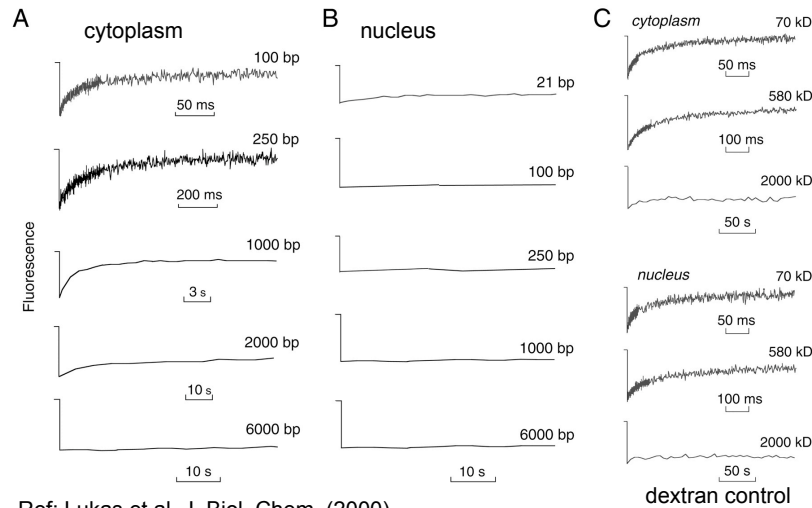 A
cytoplasm
100 bp
50 ms
250 bp
200 ms
Fluorescence
1000 bp
3 s
2000 bp
10 s
6000 bp
10 s
B
nucleus
21 bp
100 bp
250 bp
1000 bp
6000 bp
10 s
C
cytoplasm
70 kD
50 ms
580 kD
100 ms
2000 kD
50 s
nucleus
70 kD
50 ms
580 kD
100 ms
2000 kD
50 s
dextran control
Ref: Lukas et al. J. Biol. Chem. (2000)